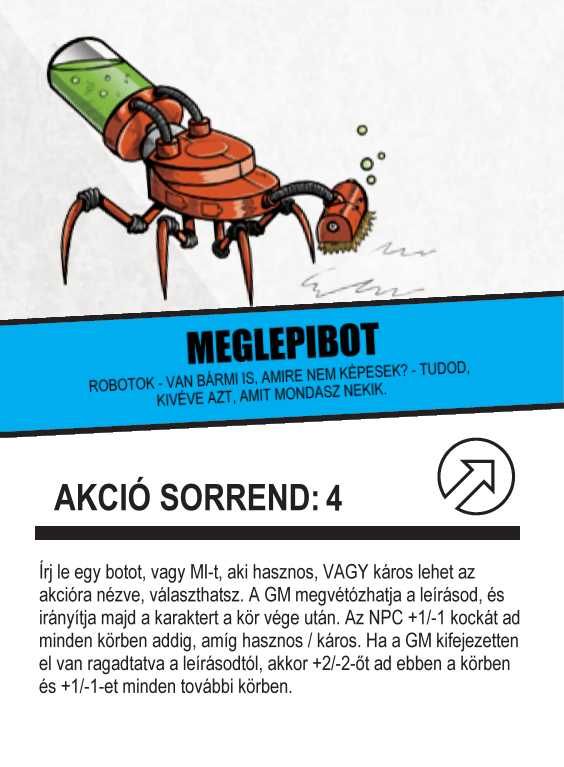 MEGLEPIBOT
ROBOTOK - VAN BÁRMI IS, AMIRE NEM KÉPESEK? - TUDOD,
KIVÉVE AZT, AMIT MONDASZ NEKIK.
AKCIÓ SORREND: 4
Írj le egy botot, vagy MI-t, aki hasznos, VAGY káros lehet az
akcióra nézve, választhatsz. A GM megvétózhatja a leírásod, és
irányítja majd a karaktert a kör vége után. Az NPC +1/-1 kockát ad
minden körben addig, amíg hasznos / káros. Ha a GM kifejezetten
el van ragadtatva a leírásodtól, akkor +2/-2-őt ad ebben a körben
és +1/-1-et minden további körben.